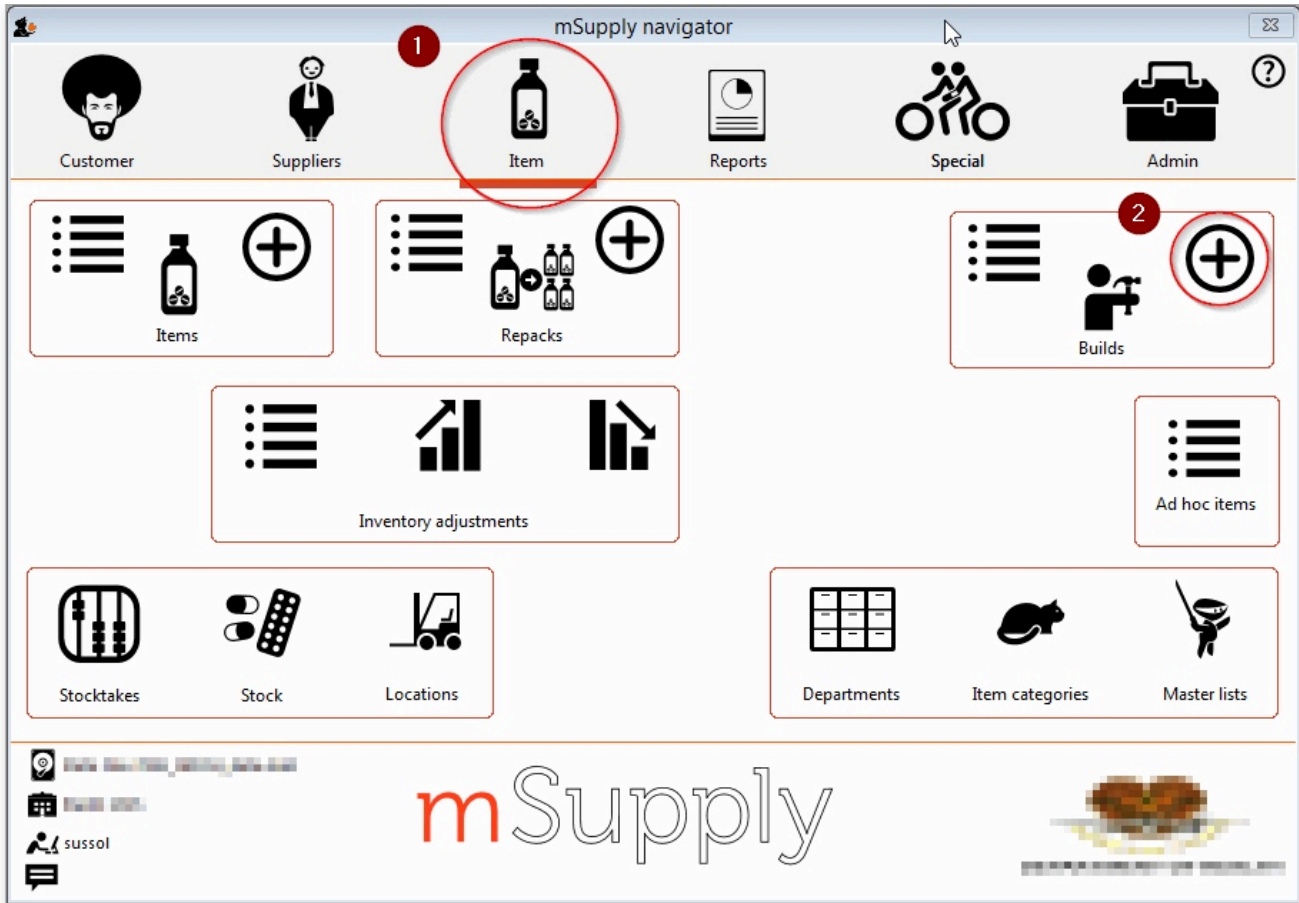 mSupply navigator
1
Customer
Suppliers
Item
Reports
Special
Admin
?
2
Items
Repacks
Builds
Inventory adjustments
Ad hoc items
Stocktakes
Stock
Locations
Departments
Item categories
Master lists
sussol
mSupply